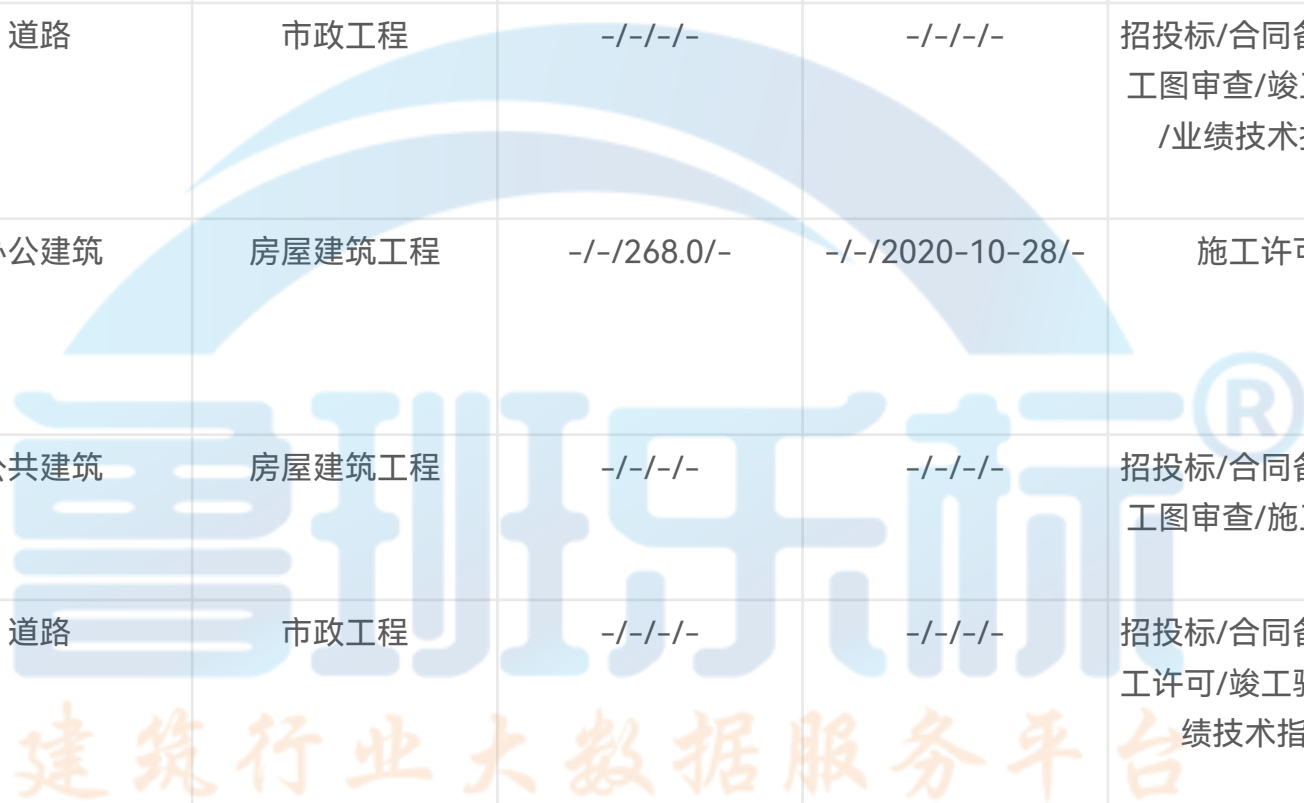 道路 市政工程 -/-/-/- -/-/-/- 招投标/合同
工图审查/竣
/业绩技术
公建筑 房屋建筑工程 -/-/268.0/- -/-/2020-10-28/- 施工许可
共建筑 房屋建筑工程 -/-/-/- -/-/-/- 招投标/合同
工图审查/施
道路 市政工程 -/-/-/- -/-/-/- 招投标/合同
工许可/竣工
绩技术指
鲁班乐标®
建筑行业大数据服务平台